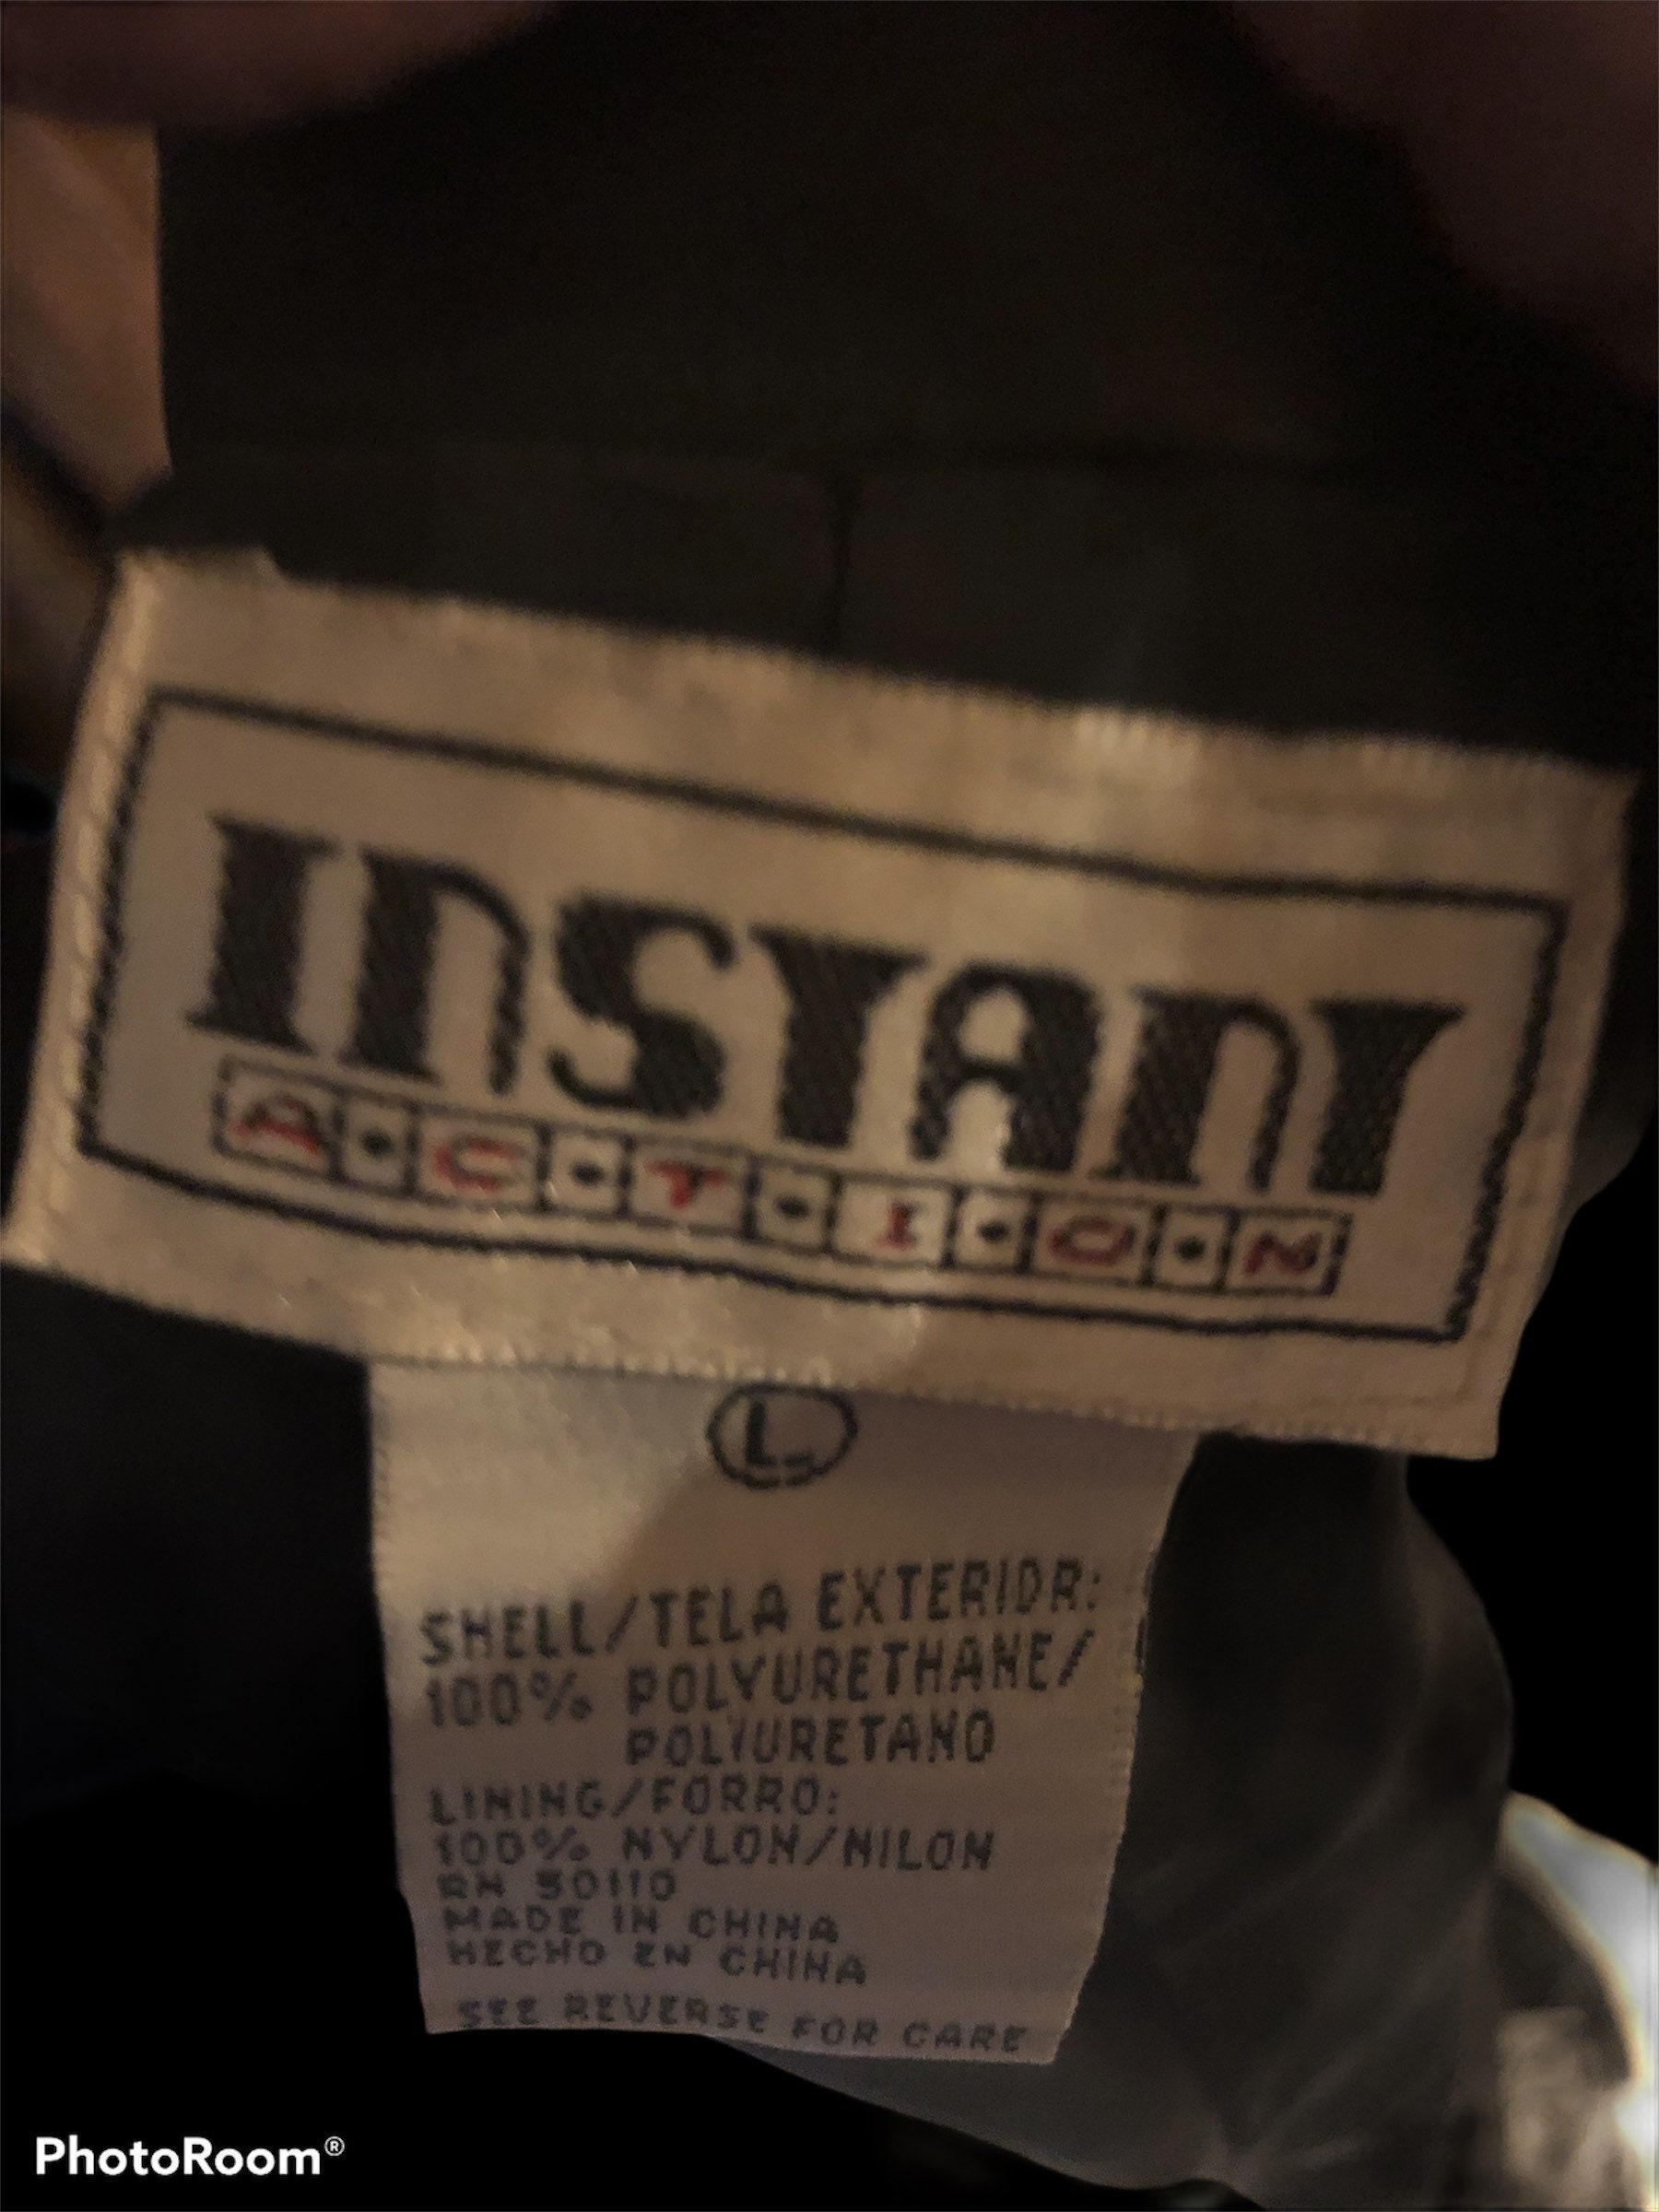 INSTANT
A·C·T·I·O·N
L
SHELL/TELA EXTERIOR:
100% POLYURETHANE/
POLIURETANO
LINING/FORRO:
100% NYLON/NILON
RN 50110
MADE IN CHINA
HECHO EN CHINA
SEE REVERSE FOR CARE
PhotoRoom®